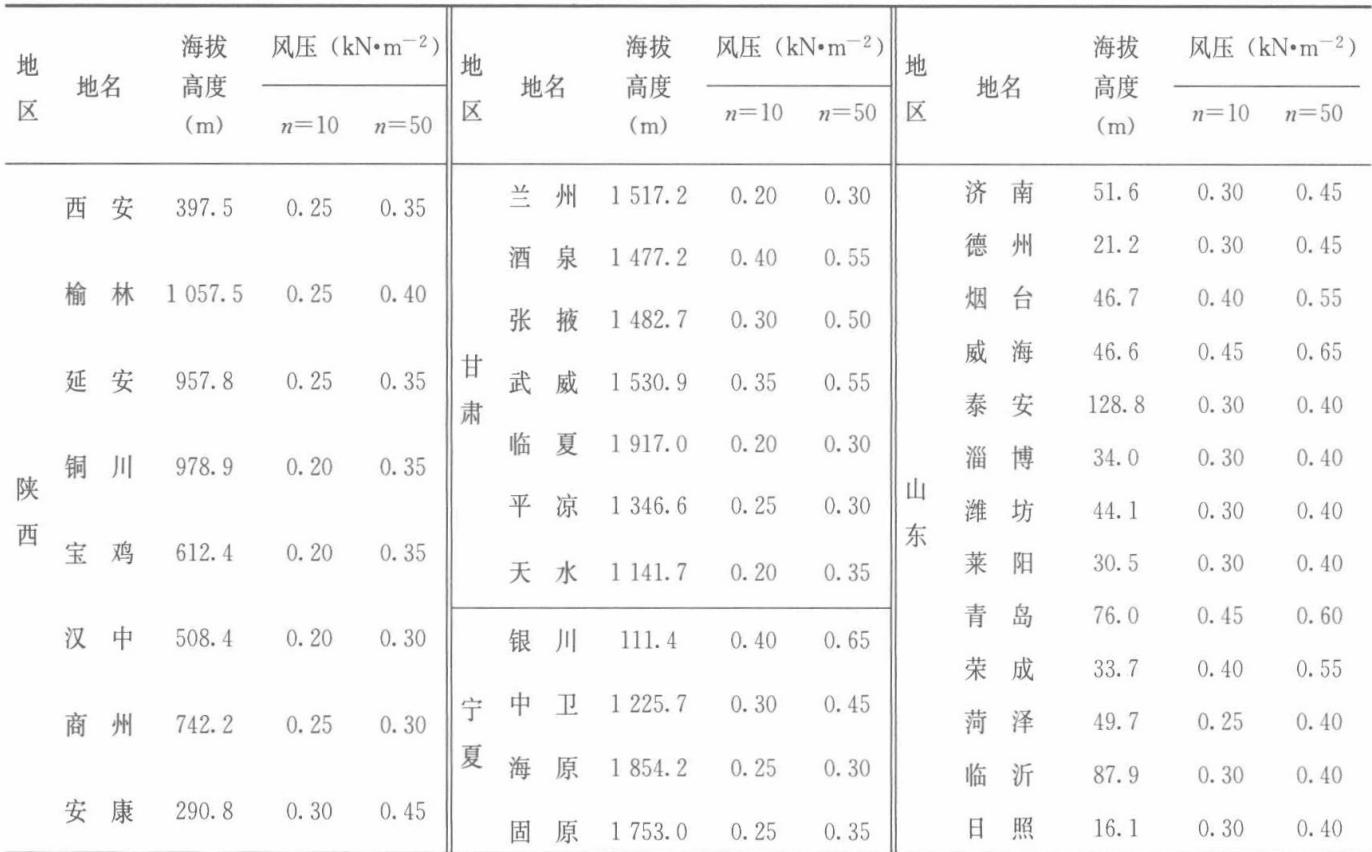 地区 地名 海拔高度(m) 风压（kN•m⁻²） n=10 n=50
陕西
西安 397.5 0.25 0.35
榆林 1 057.5 0.25 0.40
延安 957.8 0.25 0.35
铜川 978.9 0.20 0.35
宝鸡 612.4 0.20 0.35
汉中 508.4 0.20 0.30
商州 742.2 0.25 0.30
安康 290.8 0.30 0.45
地区 地名 海拔高度(m) 风压（kN•m⁻²） n=10 n=50
甘肃
兰州 1 517.2 0.20 0.30
酒泉 1 477.2 0.40 0.55
张掖 1 482.7 0.30 0.50
武威 1 530.9 0.35 0.55
临夏 1 917.0 0.20 0.30
平凉 1 346.6 0.25 0.30
天水 1 141.7 0.20 0.35
宁夏
银川 111.4 0.40 0.65
中卫 1 225.7 0.30 0.45
海原 1 854.2 0.25 0.30
固原 1 753.0 0.25 0.35
地区 地名 海拔高度(m) 风压（kN•m⁻²） n=10 n=50
山东
济南 51.6 0.30 0.45
德州 21.2 0.30 0.45
烟台 46.7 0.40 0.55
威海 46.6 0.45 0.65
泰安 128.8 0.30 0.40
淄博 34.0 0.30 0.40
潍坊 44.1 0.30 0.40
莱阳 30.5 0.30 0.40
青岛 76.0 0.45 0.60
荣成 33.7 0.40 0.55
菏泽 49.7 0.25 0.40
临沂 87.9 0.30 0.40
日照 16.1 0.30 0.40